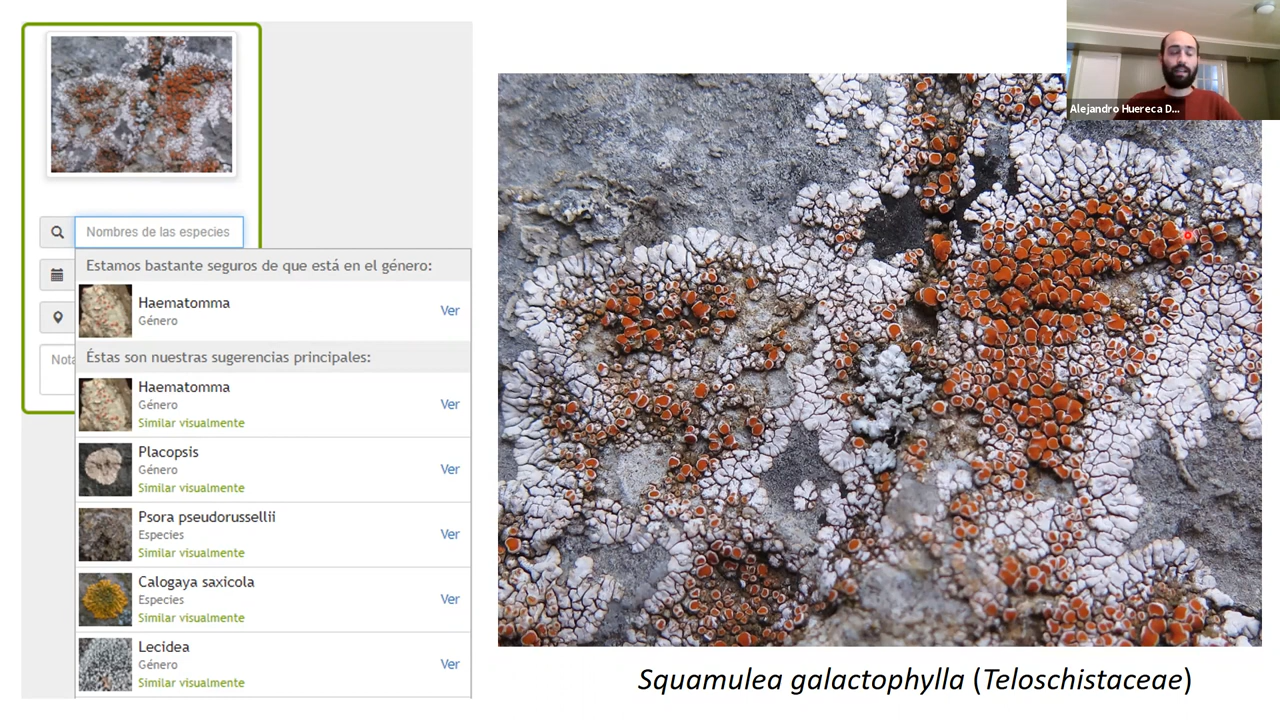 Nombres de las especies
Estamos bastante seguros de que está en el género:
Haematomma
Género
Ver
Éstas son nuestras sugerencias principales:
Haematomma
Género
Similar visualmente
Ver
Placopsis
Género
Similar visualmente
Ver
Psora pseudorussellii
Especies
Similar visualmente
Ver
Calogaya saxicola
Especies
Similar visualmente
Ver
Lecidea
Género
Similar visualmente
Ver
Nota
Alejandro Huereca D...
Squamulea galactophylla (Teloschistaceae)